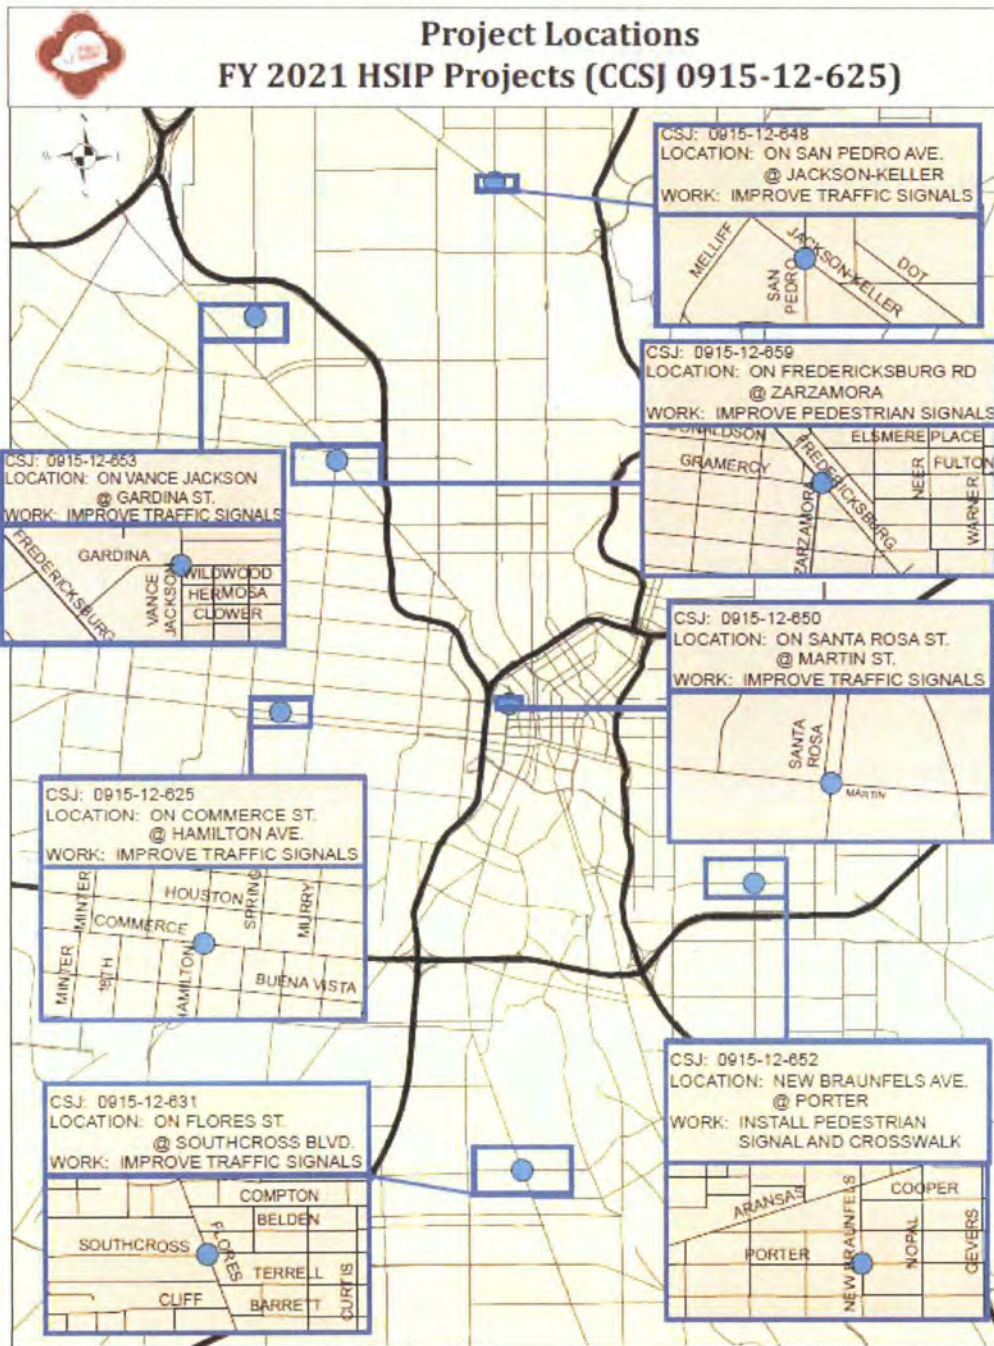 Project Locations
FY 2021 HSIP Projects (CCSJ 0915-12-625)
CSJ: 0915-12-648
LOCATION: ON SAN PEDRO AVE.
@ JACKSON-KELLER
WORK: IMPROVE TRAFFIC SIGNALS
MELLIFF
JACKSON-KELLER
DOT
SAN
PEDRO
CSJ: 0915-12-659
LOCATION: ON FREDERICKSBURG RD
@ ZARZAMORA
WORK: IMPROVE PEDESTRIAN SIGNALS
DONALDSON
ELSMERE PLACE
GRAMERCY
FREDERICKSBURG
NEER
FULTON
WARNER
ZARZAMORA
CSJ: 0915-12-653
LOCATION: ON VANCE JACKSON
@ GARDINA ST.
WORK: IMPROVE TRAFFIC SIGNALS
FREDERICKSBURG
GARDINA
VANCE
JACKSON
WILDWOOD
HERMOSA
CLOWER
CSJ: 0915-12-650
LOCATION: ON SANTA ROSA ST.
@ MARTIN ST.
WORK: IMPROVE TRAFFIC SIGNALS
SANTA
ROSA
MARTIN
CSJ: 0915-12-625
LOCATION: ON COMMERCE ST.
@ HAMILTON AVE.
WORK: IMPROVE TRAFFIC SIGNALS
MINTER
HOUSTON
SPRING
MURRY
COMMERCE
MINTER
18TH
HAMILTON
BUENA VISTA
CSJ: 0915-12-652
LOCATION: NEW BRAUNFELS AVE.
@ PORTER
WORK: INSTALL PEDESTRIAN
SIGNAL AND CROSSWALK
ARANSAS
NEW BRAUNFELS
COOPER
PORTER
NOPAL
GEVERS
CSJ: 0915-12-631
LOCATION: ON FLORES ST.
@ SOUTHCROSS BLVD.
WORK: IMPROVE TRAFFIC SIGNALS
COMPTON
BELDEN
SOUTHCROSS
FLORES
TERRELL
CURTIS
CLIFF
BARRETT